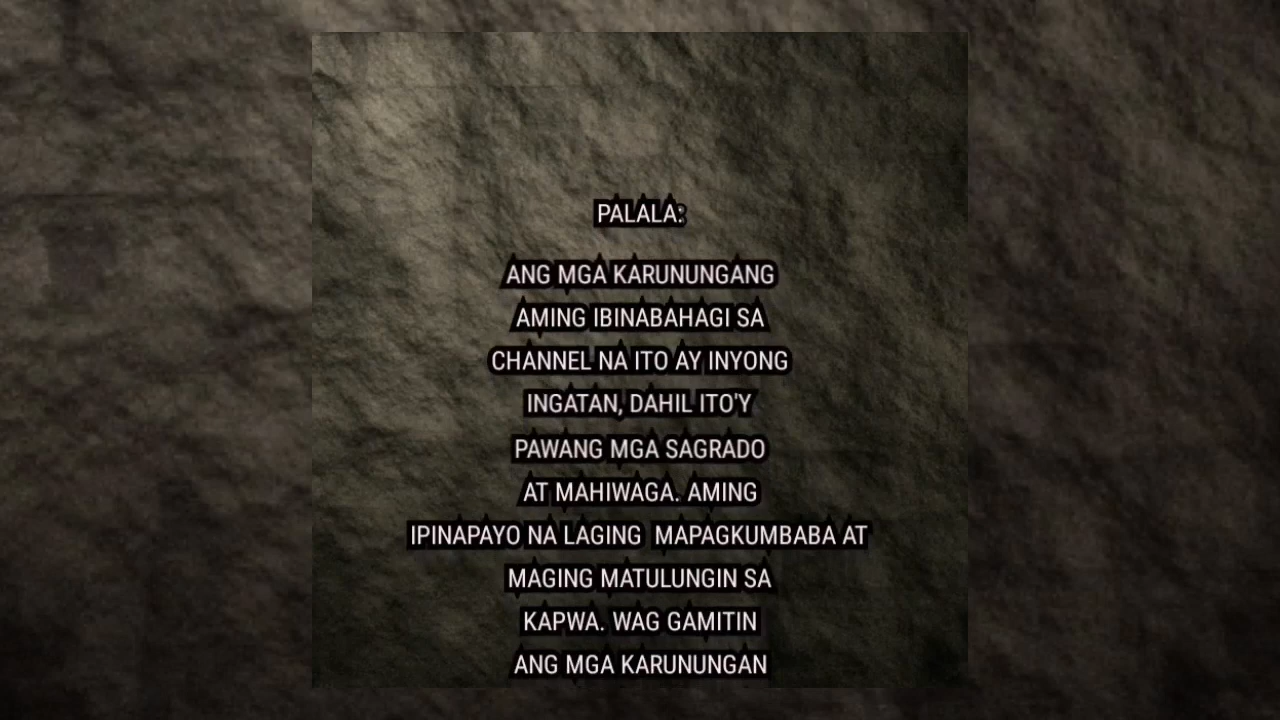 PALALA:
ANG MGA KARUNUNGANG
AMING IBINABAHAGI SA
CHANNEL NA ITO AY INYONG
INGATAN, DAHIL ITO'Y
PAWANG MGA SAGRADO
AT MAHIWAGA. AMING
IPINAPAYO NA LAGING  MAPAGKUMBABA AT
MAGING MATULUNGIN SA
KAPWA. WAG GAMITIN
ANG MGA KARUNUNGAN